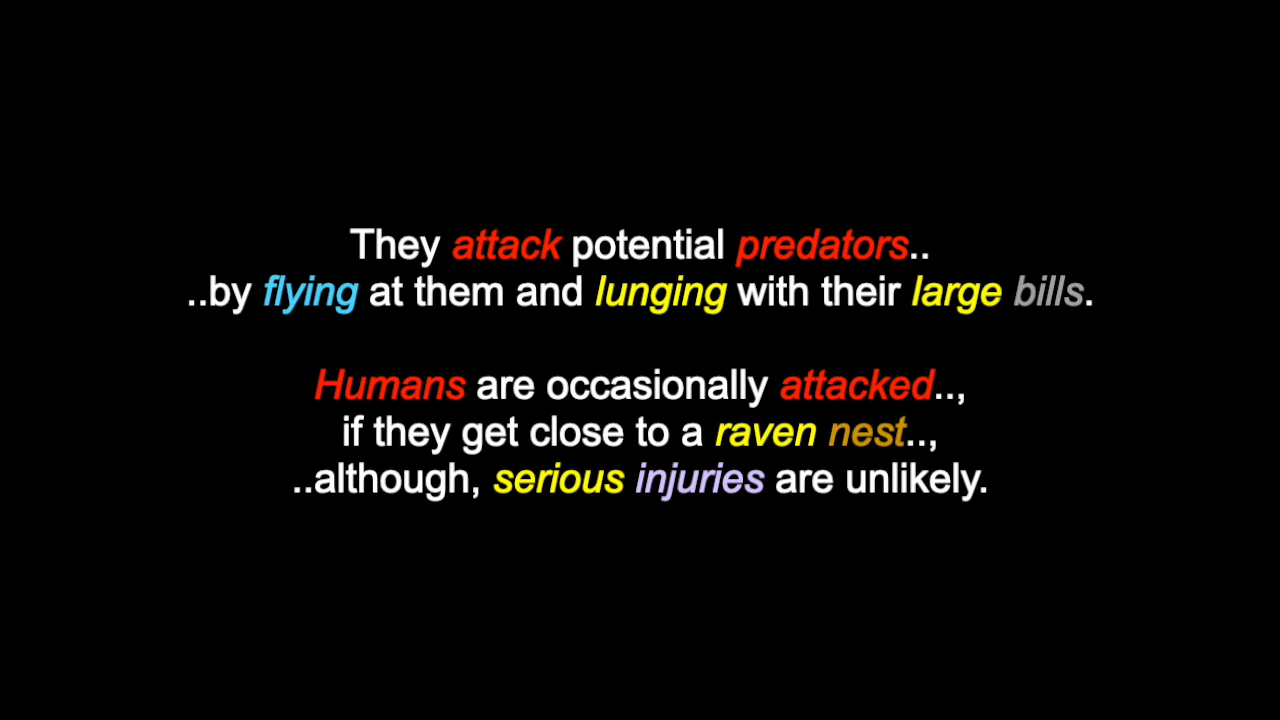 They attack potential predators..
..by flying at them and lunging with their large bills.
Humans are occasionally attacked..,
if they get close to a raven nest..,
..although, serious injuries are unlikely.